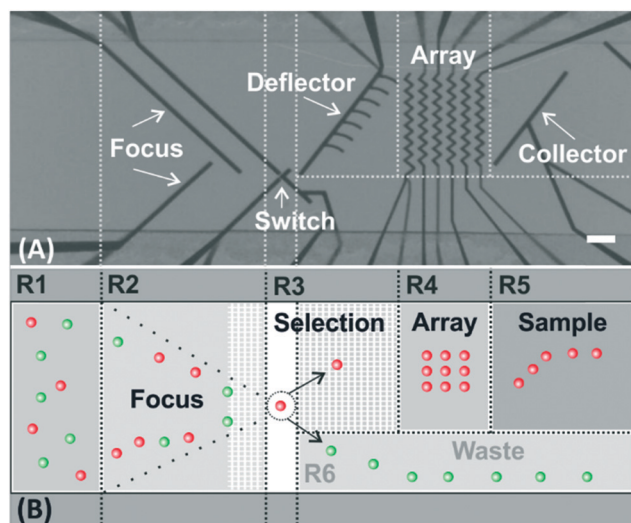 Array
Deflector
Focus
Switch
Collector
(A)
R1
R2
R3
R4
R5
Selection
Array
Sample
Focus
Waste
R6
(B)